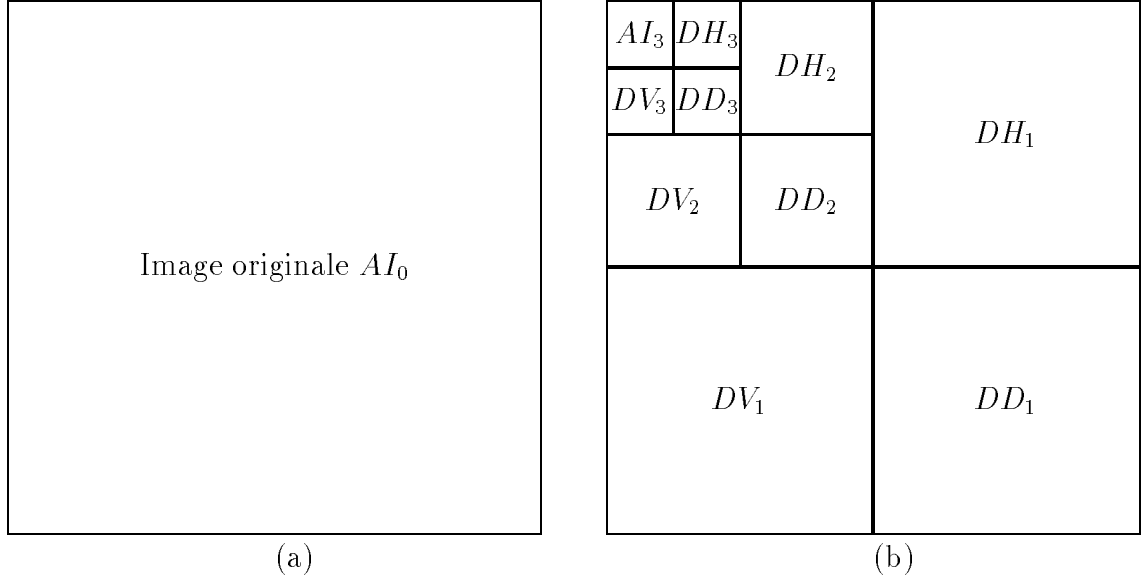 Image originale AI₀
(a)
AI₃ DH₃
DV₃ DD₃
DH₂
DV₂ DD₂
DH₁
DV₁ DD₁
(b)